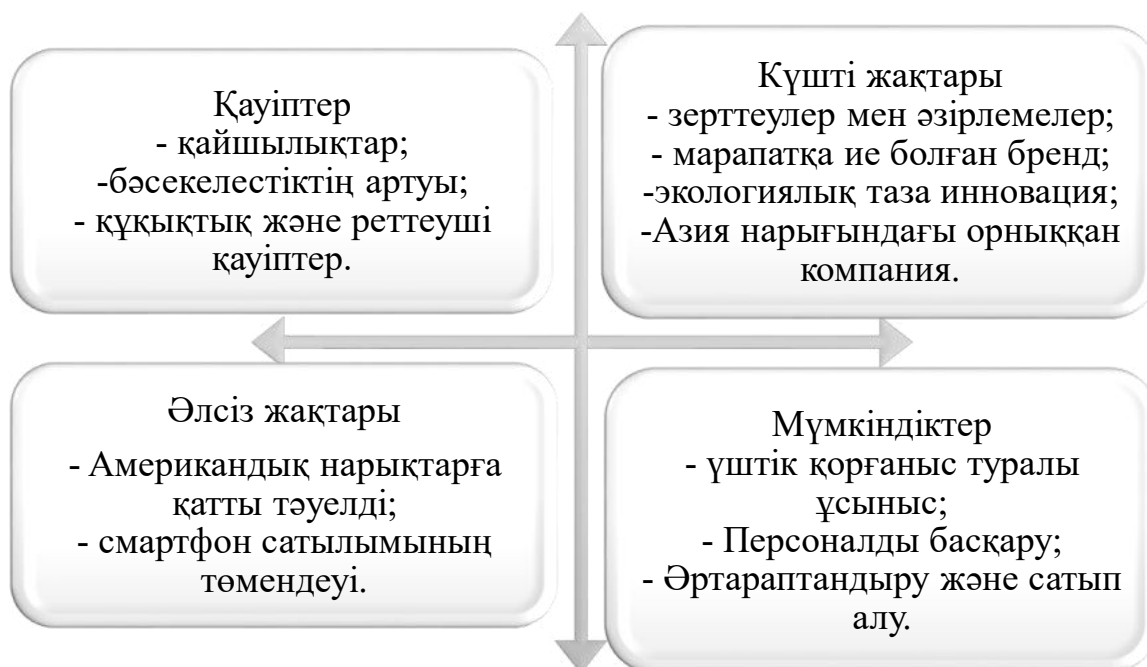 Қауіптер
- қайшылықтар;
-бәсекелестіктің артуы;
- құқықтық және реттеуші
қауіптер.
Күшті жақтары
- зерттеулер мен әзірлемелер;
- марапатқа ие болған бренд;
-экологиялық таза инновация;
-Азия нарығындағы орныққан
компания.
Әлсіз жақтары
- Американдық нарықтарға
қатты тәуелді;
- смартфон сатылымының
төмендеуі.
Мүмкіндіктер
- үштік қорғаныс туралы
ұсыныс;
- Персоналды басқару;
- Әртараптандыру және сатып
алу.